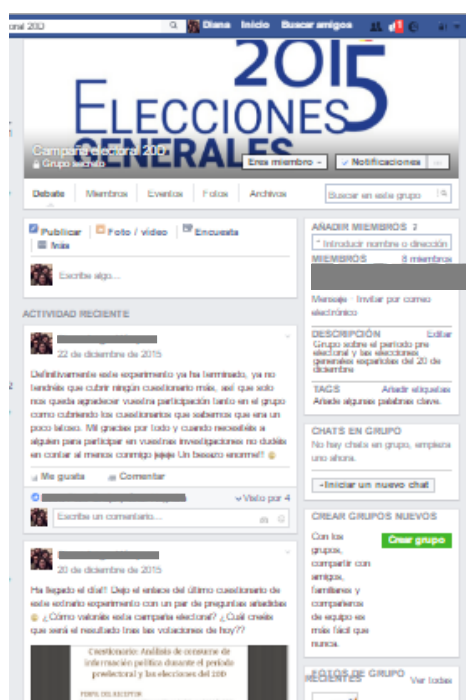 oral 20D
Diana Inicio Buscar amigos
1
2015
ELECCIONES
GENERALES
Campaña electoral 20D
Grupo secreto
Eres miembro
Notificaciones
...
Debate Miembros Eventos Fotos Archivos
Buscar en este grupo
Publicar Foto / vídeo Encuesta
Más
Escribe algo...
ACTIVIDAD RECIENTE
22 de diciembre de 2015
Definitivamente este experimento ya ha terminado, ya no
tendréis que cubrir ningún cuestionario más, así que solo
nos queda agradecer vuestra participación tanto en el grupo
como cubriendo los cuestionarios que sabemos que era un
poco latoso. Mil gracias por todo y cuando necesitéis a
alguien para participar en vuestras investigaciones no dudéis
en contar al menos conmigo jejeje Un besazo enorme!!
Me gusta Comentar
Visto por 4
Escribe un comentario...
20 de diciembre de 2015
Ha llegado el día!! Dejo el enlace del último cuestionario de
este extraño experimento con un par de preguntas añadidas
¿Cómo valoráis esta campaña electoral? ¿Cuál creéis
que será el resultado tras las votaciones de hoy??
Cuestionario: Análisis de consumo de
información política durante el período
preelectoral y las elecciones del 20D
PERFIL DEL RECEPTOR
AÑADIR MIEMBROS
+ Introducir nombre o dirección
MIEMBROS 8 miembros
Mensaje · Invitar por correo
electrónico
DESCRIPCIÓN Editar
Grupo sobre el período pre
electoral y las elecciones
generales españolas del 20 de
diciembre
TAGS Añadir etiquetas
Añade algunas palabras clave.
CHATS EN GRUPO
No hay chats en grupo, empieza
uno ahora.
+Iniciar un nuevo chat
CREAR GRUPOS NUEVOS
Con los
grupos,
compartir con
amigos,
familiares y
compañeros
de equipo es
más fácil que
nunca.
Crear grupo
FOTOS DE GRUPO
RECIENTES Ver todas